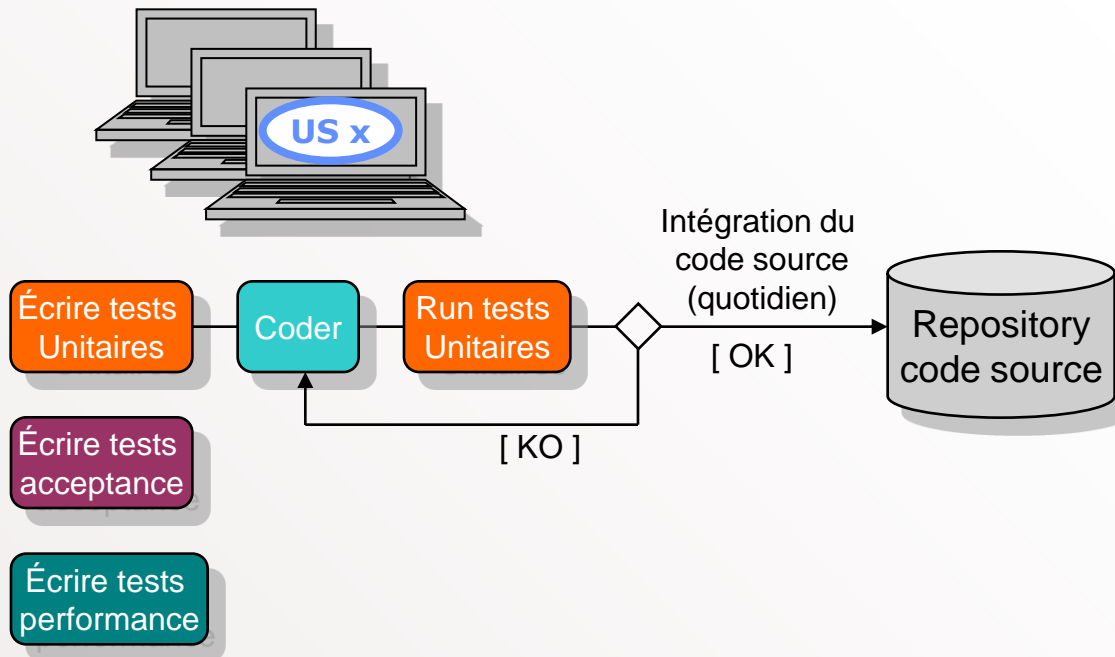 US x
Intégration du
code source
(quotidien)
Écrire tests
Unitaires
Coder
Run tests
Unitaires
[ OK ]
Repository
code source
[ KO ]
Écrire tests
acceptance
Écrire tests
performance